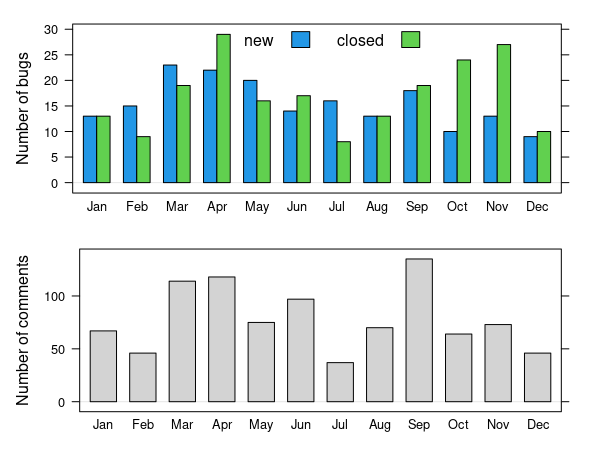 new closed
Number of bugs
30
25
20
15
10
5
0
Jan Feb Mar Apr May Jun Jul Aug Sep Oct Nov Dec
Number of comments
100
50
0
Jan Feb Mar Apr May Jun Jul Aug Sep Oct Nov Dec